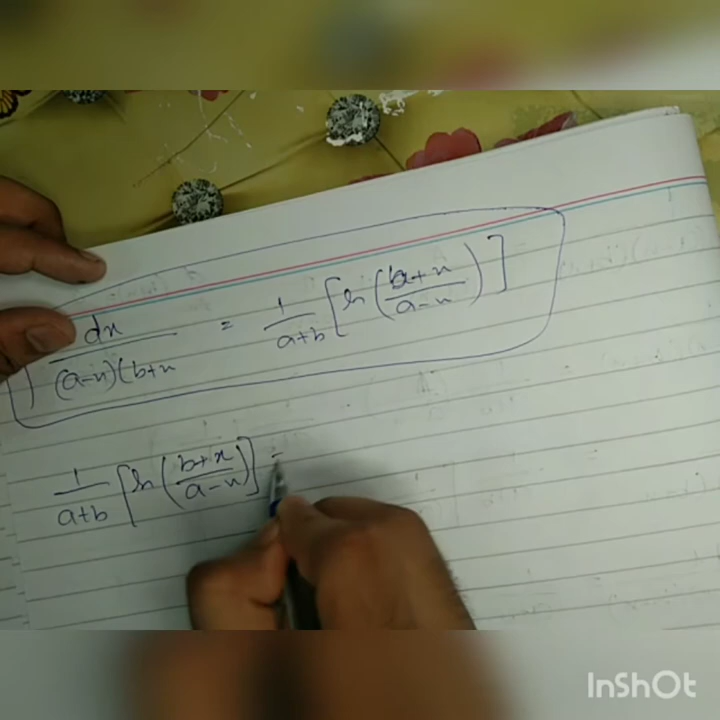 ∫ dx / (a-x)(b+x = 1/(a+b) [ln((b+x)/(a-x))]
1/(a+b) [ln((b+x)/(a-x))] =
InShOt